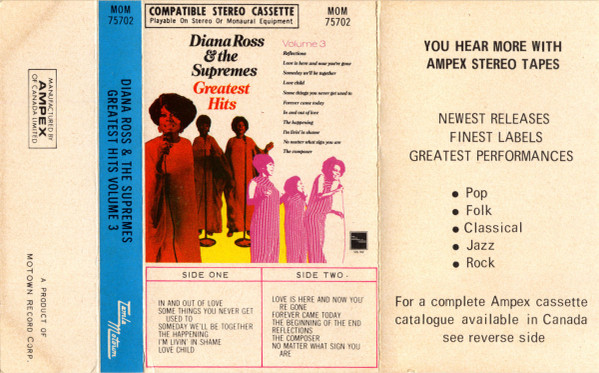 MANUFACTURED BY
AMPEX
OF CANADA LIMITED
A PRODUCT OF
MOTOWN RECORD CORP.
MOM
75702
DIANA ROSS & THE SUPREMES
GREATEST HITS VOLUME 3
Tamla
Motown
COMPATIBLE STEREO CASSETTE
Playable On Stereo Or Monaural Equipment
MOM
75702
Diana Ross
& the
Supremes
Greatest
Hits
Volume 3
Reflections
Love is here and now you're gone
Someday we'll be together
Love child
Some things you never get used to
Forever came today
In and out of love
The happening
I'm livin' in shame
No matter what sign you are
The composer
SIDE ONE
IN AND OUT OF LOVE
SOME THINGS YOU NEVER GET
USED TO
SOMEDAY WE'LL BE TOGETHER
THE HAPPENING
I'M LIVIN' IN SHAME
LOVE CHILD
SIDE TWO -
LOVE IS HERE AND NOW YOU'
RE GONE
FOREVER CAME TODAY
THE BEGINNING OF THE END
REFLECTIONS
THE COMPOSER
NO MATTER WHAT SIGN YOU
ARE
YOU HEAR MORE WITH
AMPEX STEREO TAPES
NEWEST RELEASES
FINEST LABELS
GREATEST PERFORMANCES
• Pop
• Folk
• Classical
• Jazz
• Rock
For a complete Ampex cassette
catalogue available in Canada
see reverse side